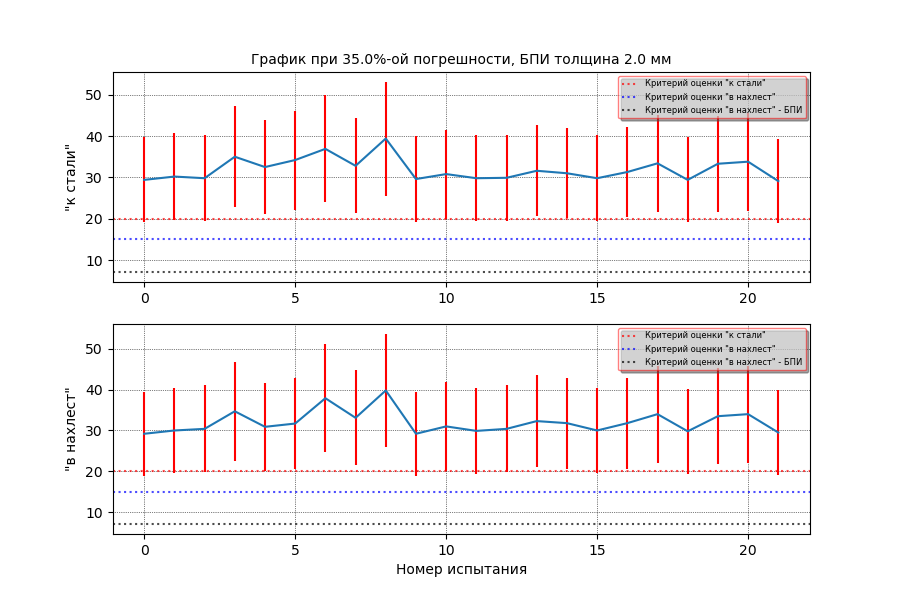 График при 35.0%-ой погрешности, БПИ толщина 2.0 мм
"к стали"
50
40
30
20
10
Критерий оценки "к стали"
Критерий оценки "в нахлест"
Критерий оценки "в нахлест" - БПИ
0 5 10 15 20
"в нахлест"
50
40
30
20
10
Критерий оценки "к стали"
Критерий оценки "в нахлест"
Критерий оценки "в нахлест" - БПИ
0 5 10 15 20
Номер испытания